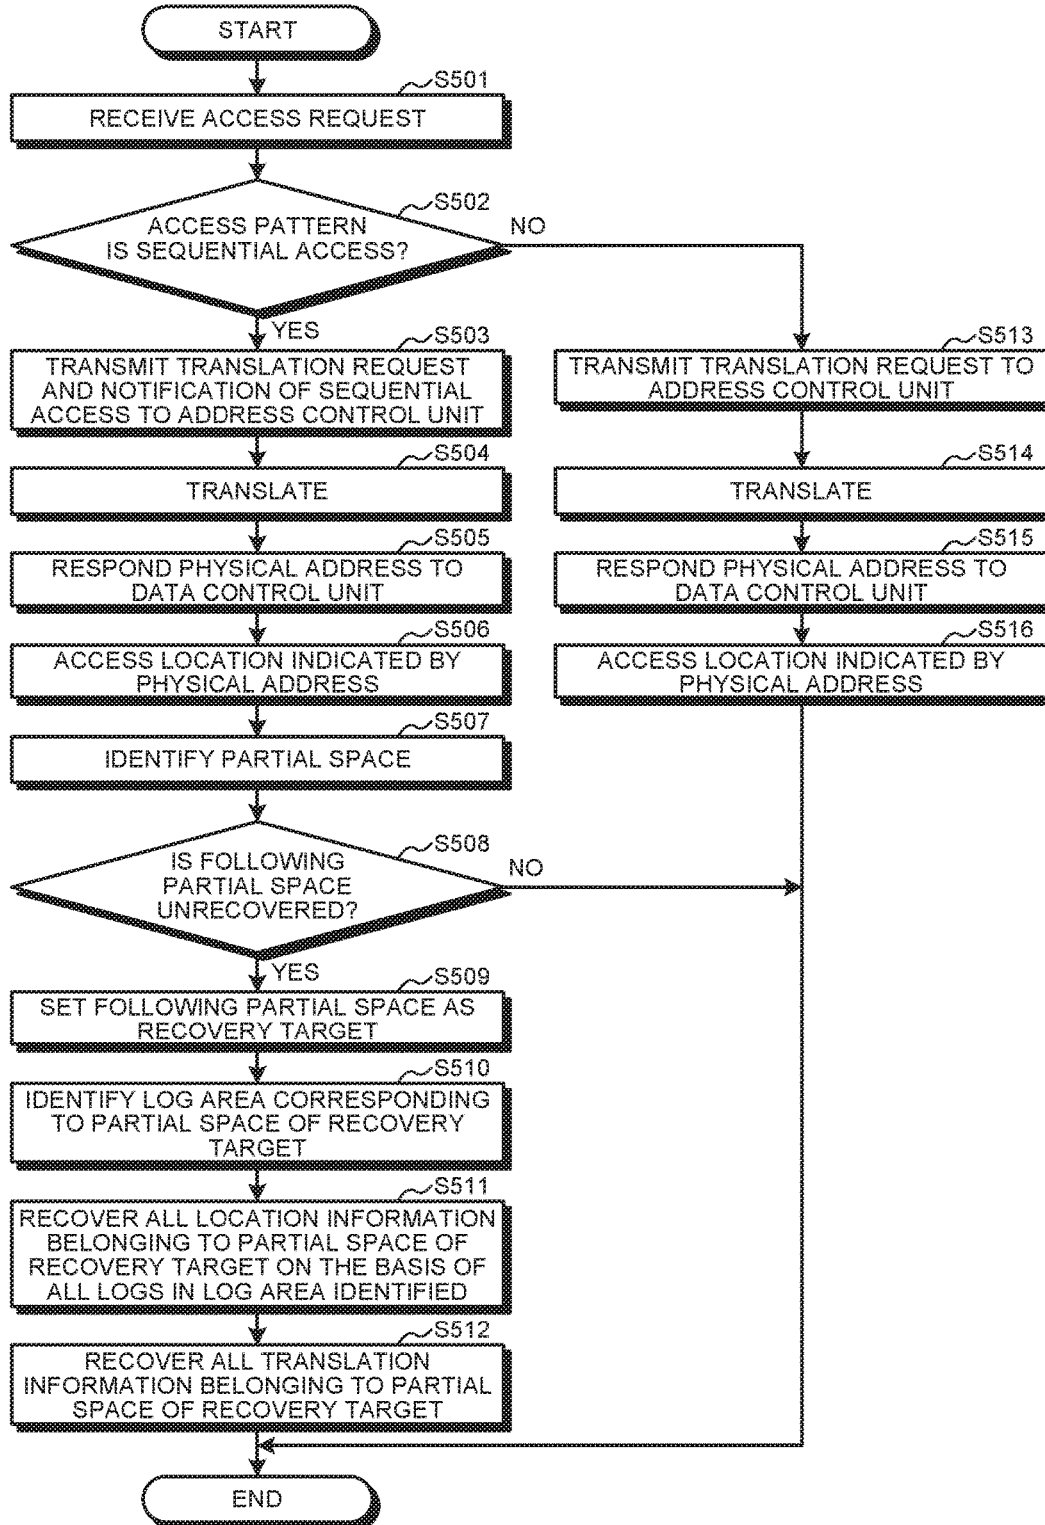 START
S501
RECEIVE ACCESS REQUEST
S502
ACCESS PATTERN
IS SEQUENTIAL ACCESS?
NO
YES
S503
TRANSMIT TRANSLATION REQUEST
AND NOTIFICATION OF SEQUENTIAL
ACCESS TO ADDRESS CONTROL UNIT
S504
TRANSLATE
S505
RESPOND PHYSICAL ADDRESS TO
DATA CONTROL UNIT
S506
ACCESS LOCATION INDICATED BY
PHYSICAL ADDRESS
S507
IDENTIFY PARTIAL SPACE
S508
IS FOLLOWING
PARTIAL SPACE
UNRECOVERED?
NO
YES
S509
SET FOLLOWING PARTIAL SPACE AS
RECOVERY TARGET
S510
IDENTIFY LOG AREA CORRESPONDING
TO PARTIAL SPACE OF RECOVERY
TARGET
S511
RECOVER ALL LOCATION INFORMATION
BELONGING TO PARTIAL SPACE OF
RECOVERY TARGET ON THE BASIS OF
ALL LOGS IN LOG AREA IDENTIFIED
S512
RECOVER ALL TRANSLATION
INFORMATION BELONGING TO PARTIAL
SPACE OF RECOVERY TARGET
END
S513
TRANSMIT TRANSLATION REQUEST TO
ADDRESS CONTROL UNIT
S514
TRANSLATE
S515
RESPOND PHYSICAL ADDRESS TO
DATA CONTROL UNIT
S516
ACCESS LOCATION INDICATED BY
PHYSICAL ADDRESS